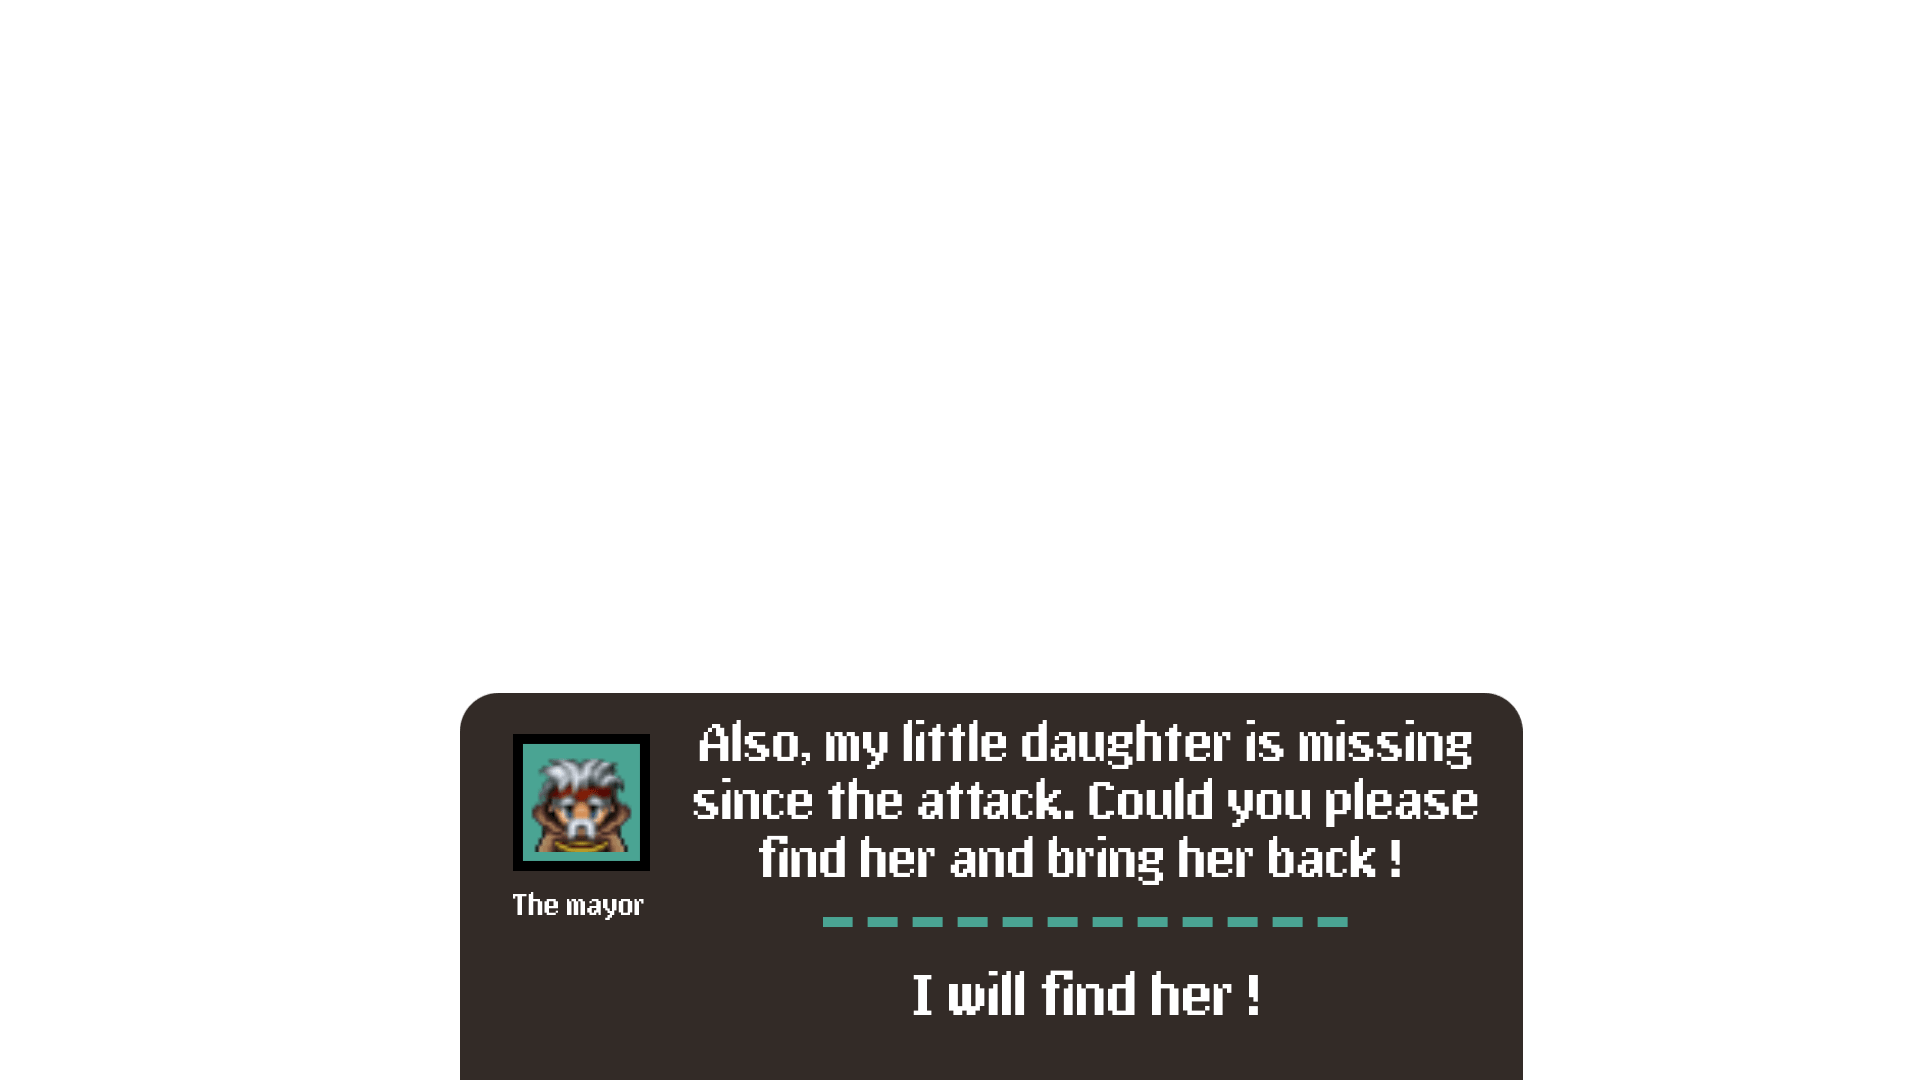 Also, my little daughter is missing
since the attack. Could you please
find her and bring her back !
The mayor
I will find her !